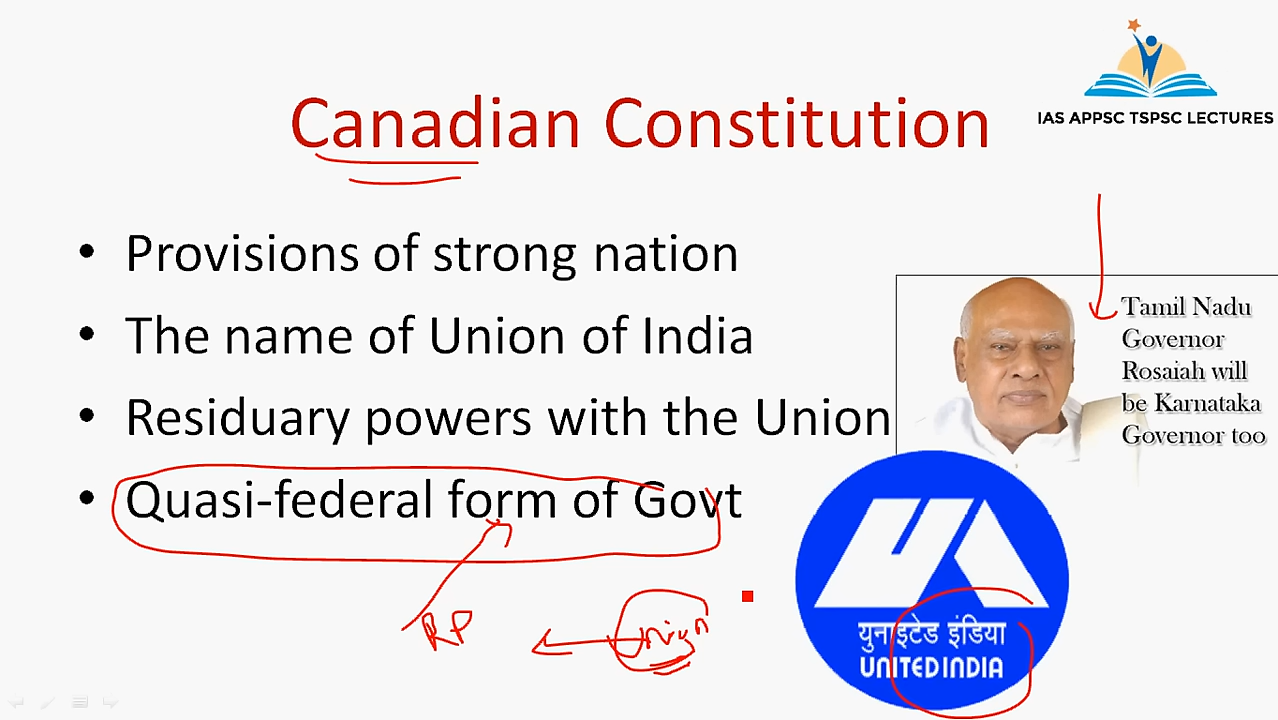 IAS APPSC TSPSC LECTURES
Canadian Constitution
• Provisions of strong nation
• The name of Union of India
• Residuary powers with the Union
• Quasi-federal form of Govt
Tamil Nadu
Governor
Rosaiah will
be Karnataka
Governor too
RP
Union
युनाइटेड इंडिया
UNITED INDIA